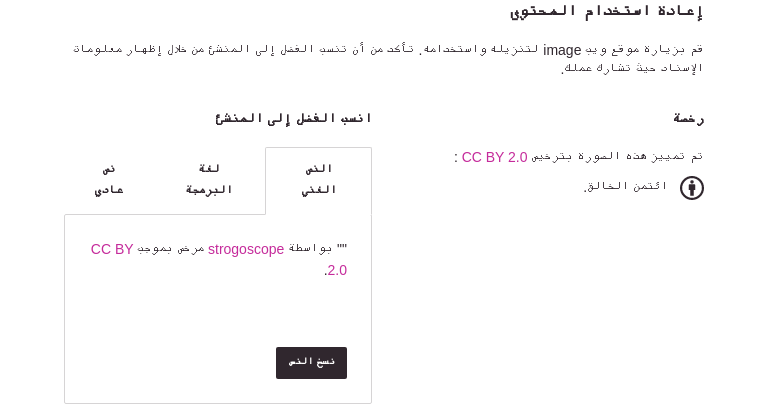 إعادة استخدام المحتوى
قم بزيارة موقع ويب image لتنزيله واستخدامه. تأكد من أن تنسب الفضل إلى المنشئ من خلال إظهار معلومات
الإسناد حيث تشارك عملك.
رخصة
تم تمييز هذه الصورة بترخيص CC BY 2.0 :
ائتمن الخالق.
انسب الفضل إلى المنشئ
النص
الغني
لغة
البرمجة
نص
عادي
"" بواسطة strogoscope مرخص بموجب CC BY
2.0.
نسخ النص